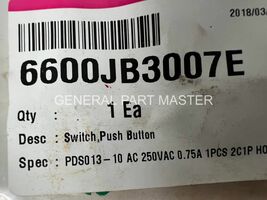 2018/03
6600JB3007E
GENERAL PART MASTER
Qty : 1 Ea
Desc : Switch,Push Button
Spec : PDS013-10 AC 250VAC 0.75A 1PCS 2C1P HO